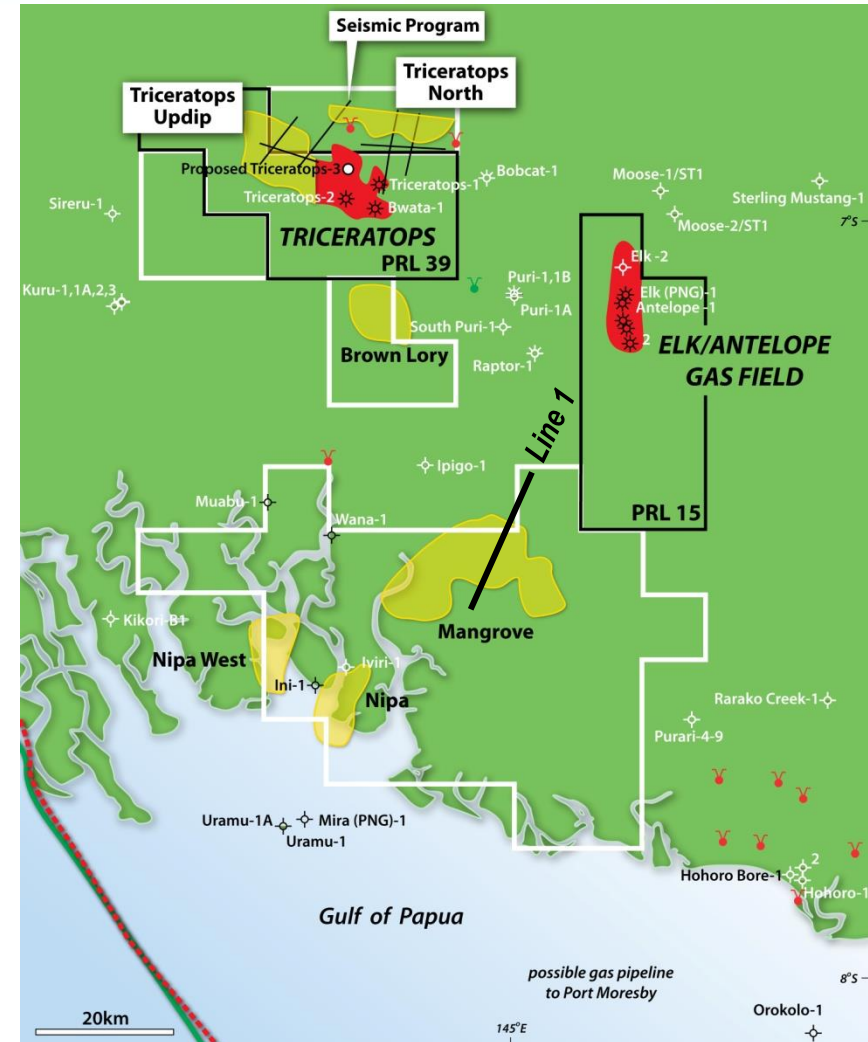 Seismic Program
Triceratops
Updip
Triceratops
North
Proposed Triceratops-3
Triceratops-1
Bobcat-1
Moose-1/ST1
Sterling Mustang-1
Sireru-1
Triceratops-2
Bwata-1
Moose-2/ST1
7°S
TRICERATOPS
PRL 39
Elk -2
Kuru-1,1A,2,3
Puri-1,1B
Puri-1A
Elk (PNG)-1
Antelope -1
South Puri-1
2
Brown Lory
Raptor-1
ELK/ANTELOPE
GAS FIELD
Line 1
Ipigo-1
Muabu-1
Wana-1
PRL 15
Kikori-B1
Mangrove
Nipa West
Iviri-1
Ini-1
Nipa
Rarako Creek-1
Purari-4-9
Uramu-1A
Mira (PNG)-1
Uramu-1
2
Hohoro Bore-1
Hohoro-1
Gulf of Papua
possible gas pipeline
to Port Moresby
8°S
Orokolo-1
20km
145°E